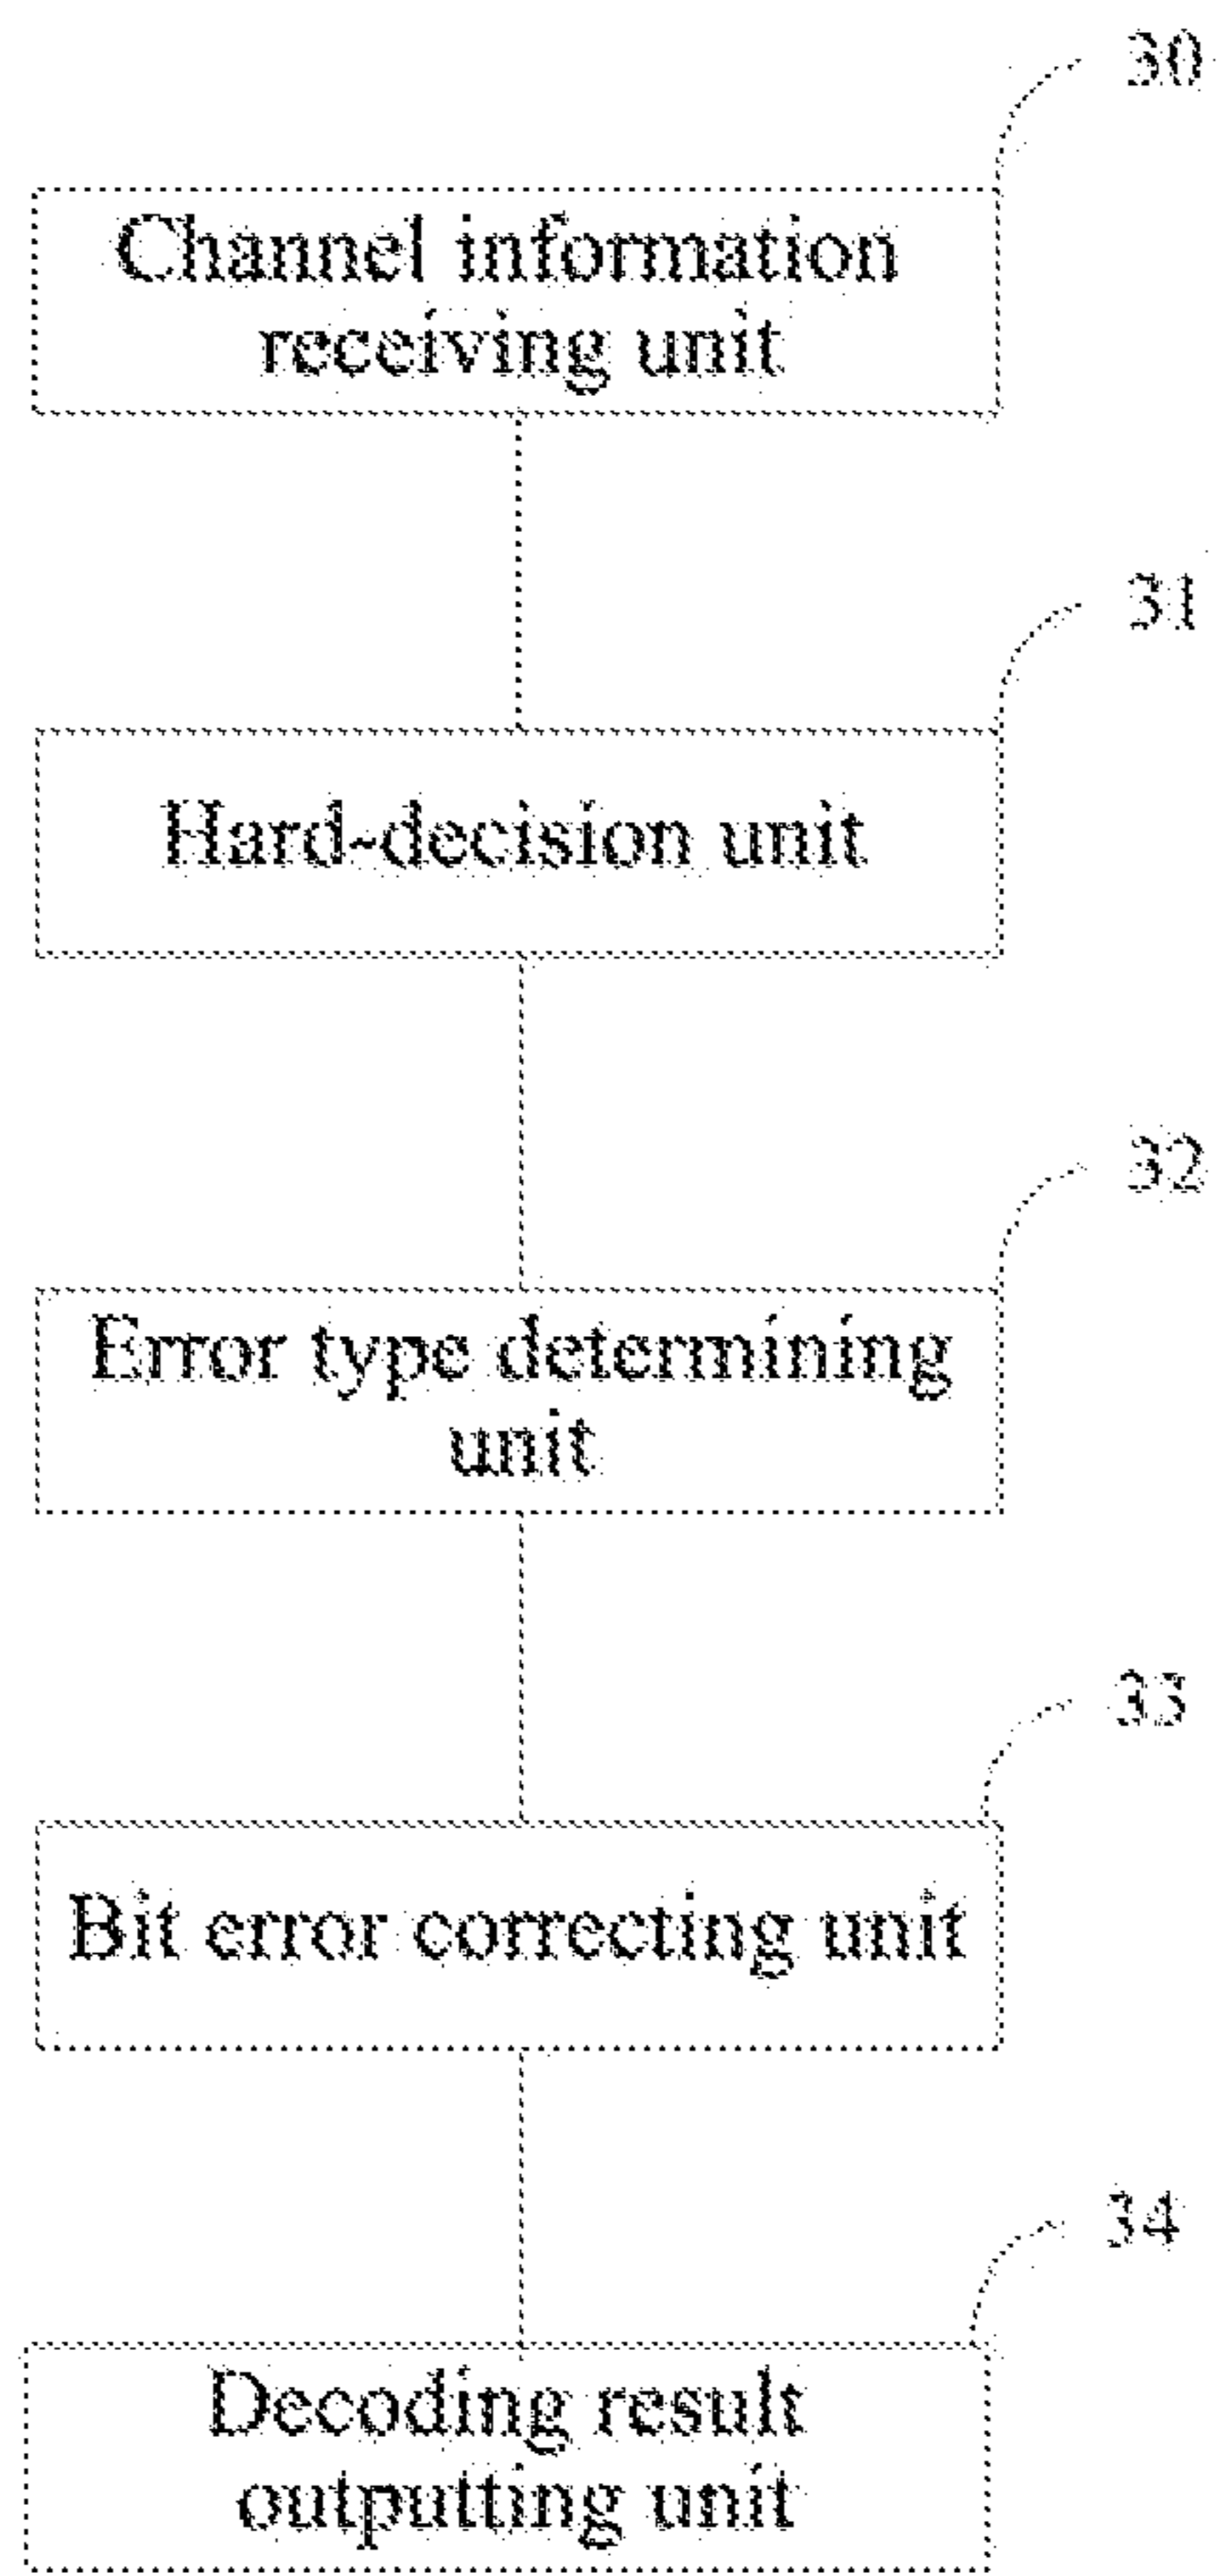 30
Channel information
receiving unit
31
Hard-decision unit
32
Error type determining
unit
33
Bit error correcting unit
34
Decoding result
outputting unit